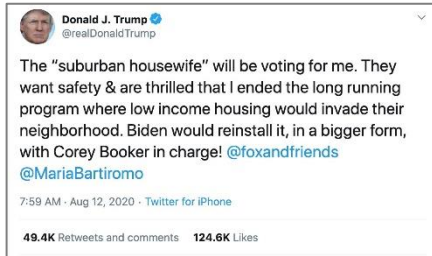 Donald J. Trump
@realDonaldTrump
The "suburban housewife" will be voting for me. They
want safety & are thrilled that I ended the long running
program where low income housing would invade their
neighborhood. Biden would reinstall it, in a bigger form,
with Corey Booker in charge! @foxandfriends
@MariaBartiromo
7:59 AM · Aug 12, 2020 · Twitter for iPhone
49.4K Retweets and comments 124.6K Likes